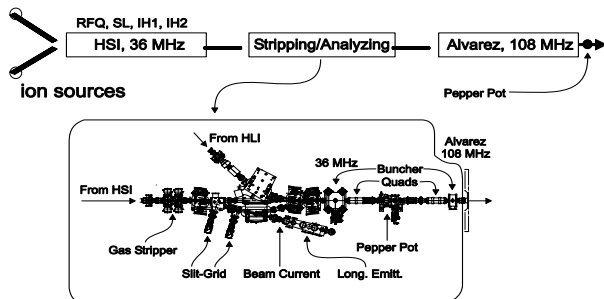 RFQ, SL, IH1, IH2
HSI, 36 MHz
Stripping/Analyzing
Alvarez, 108 MHz
ion sources
Pepper Pot
From HLI
Alvarez
108 MHz
36 MHz
Buncher
Quads
From HSI
Gas Stripper
Pepper Pot
Slit-Grid
Beam Current
Long. Emitt.